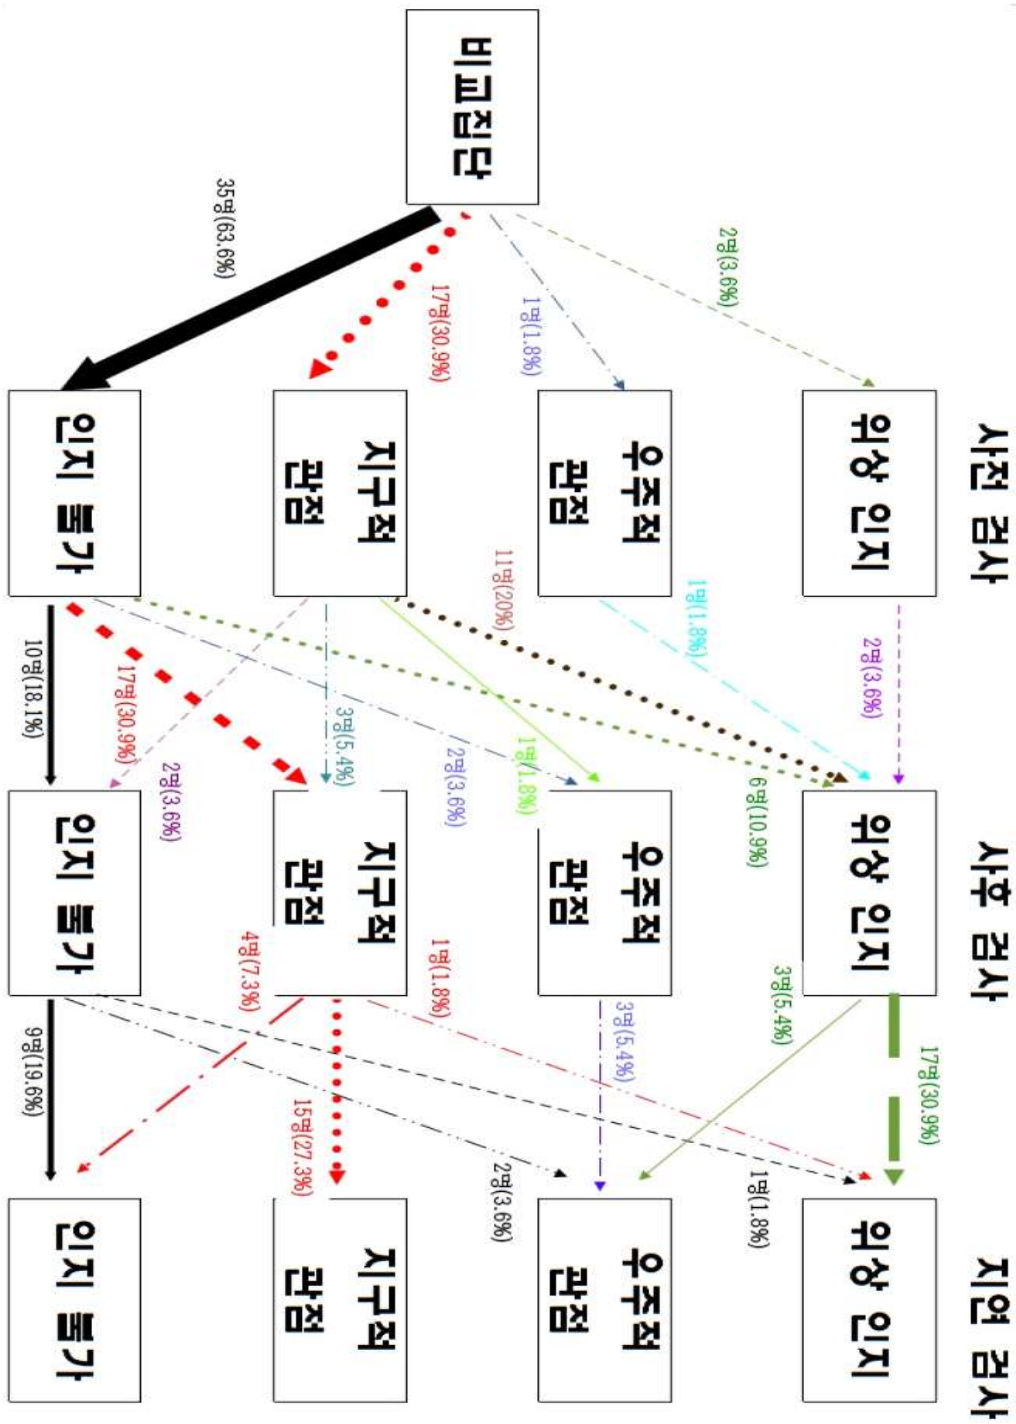 사전 검사
사후 검사
지연 검사
비교집단
2명(3.6%)
1명(1.8%)
17명(30.9%)
35명(63.6%)
위상 인지
우주적
관점
지구적
관점
인지 불가
2명(3.6%)
1명(1.8%)
11명(20%)
6명(10.9%)
1명(1.8%)
2명(3.6%)
3명(5.4%)
2명(3.6%)
17명(30.9%)
10명(18.1%)
위상 인지
우주적
관점
지구적
관점
인지 불가
17명(30.9%)
3명(5.4%)
3명(5.4%)
1명(1.8%)
4명(7.3%)
1명(1.8%)
2명(3.6%)
15명(27.3%)
9명(19.6%)
위상 인지
우주적
관점
지구적
관점
인지 불가